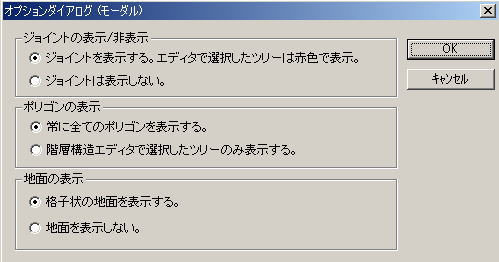 オプションダイアログ(モーダル)
ジョイントの表示/非表示
ジョイントを表示する。エディタで選択したツリーは赤色で表示。
ジョイントは表示しない。
OK
キャンセル
ポリゴンの表示
常に全てのポリゴンを表示する。
階層構造エディタで選択したツリーのみ表示する。
地面の表示
格子状の地面を表示する。
地面を表示しない。